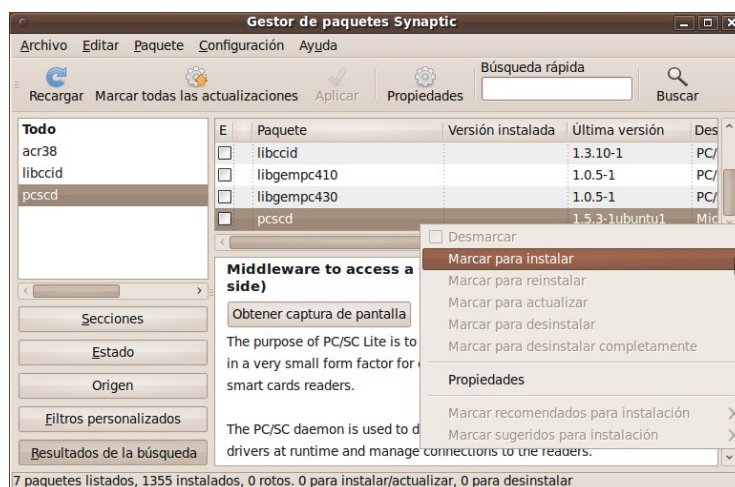 Gestor de paquetes Synaptic
Archivo Editar Paquete Configuración Ayuda
Búsqueda rápida
Recargar Marcar todas las actualizaciones Aplicar Propiedades Buscar
Todo
acr38
libccid
pcscd
E Paquete Versión instalada Última versión Des
libccid 1.3.10-1 PC/
libgempc410 1.0.5-1 PC/
libgempc430 1.0.5-1 PC/
pcscd 1.5.3-1ubuntu1 Mic
Desmarcar
Marcar para instalar
Marcar para reinstalar
Marcar para actualizar
Marcar para desinstalar
Marcar para desinstalar completamente
Propiedades
Marcar recomendados para instalación
Marcar sugeridos para instalación
Middleware to access a
side)
Obtener captura de pantalla
The purpose of PC/SC Lite is to
in a very small form factor for
smart cards readers.
The PC/SC daemon is used to d
drivers at runtime and manage connections to the readers.
Secciones
Estado
Origen
Filtros personalizados
Resultados de la búsqueda
7 paquetes listados, 1355 instalados, 0 rotos. 0 para instalar/actualizar, 0 para desinstalar